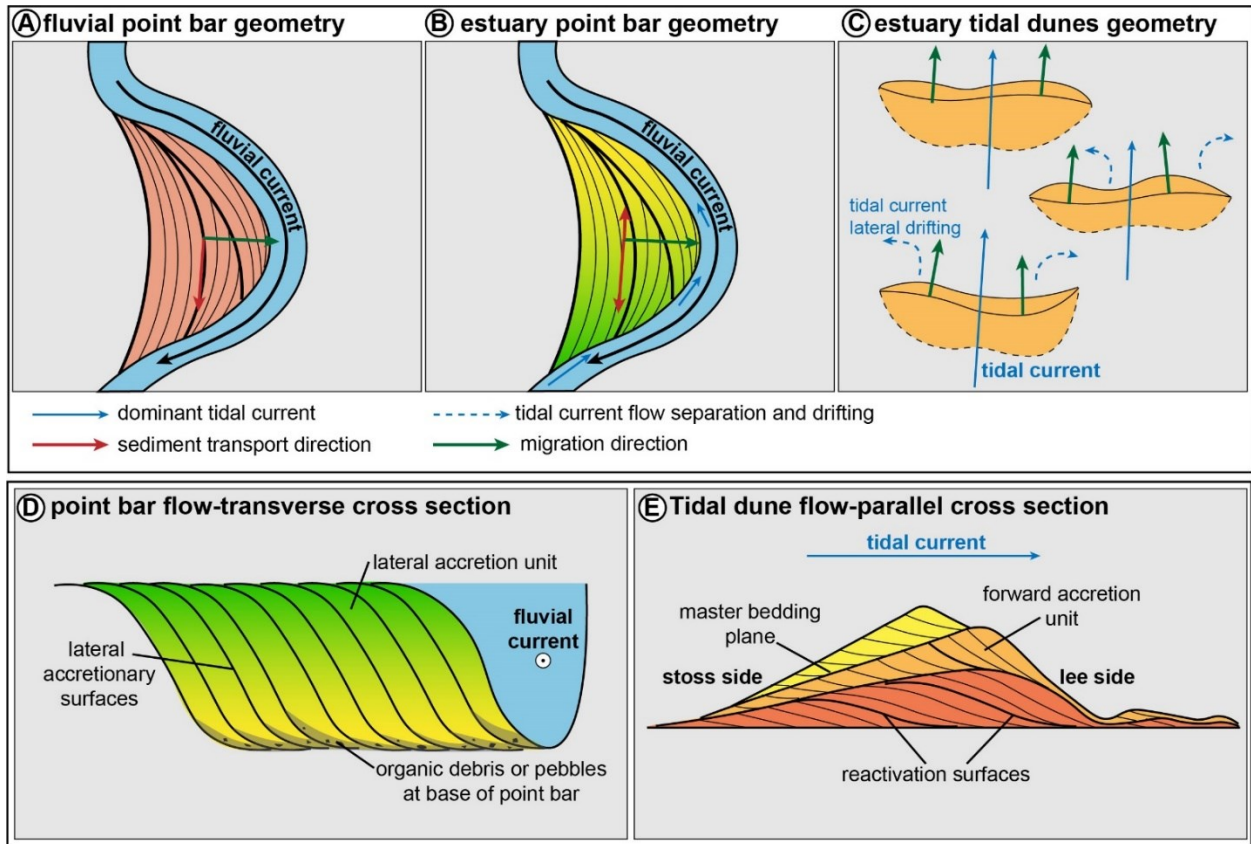 A fluvial point bar geometry
fluvial current
B estuary point bar geometry
fluvial current
C estuary tidal dunes geometry
tidal current
lateral drifting
tidal current
dominant tidal current
tidal current flow separation and drifting
sediment transport direction
migration direction
D point bar flow-transverse cross section
lateral accretion unit
fluvial
current
lateral
accretionary
surfaces
organic debris or pebbles
at base of point bar
E Tidal dune flow-parallel cross section
tidal current
master bedding
plane
forward accretion
unit
stoss side
lee side
reactivation surfaces